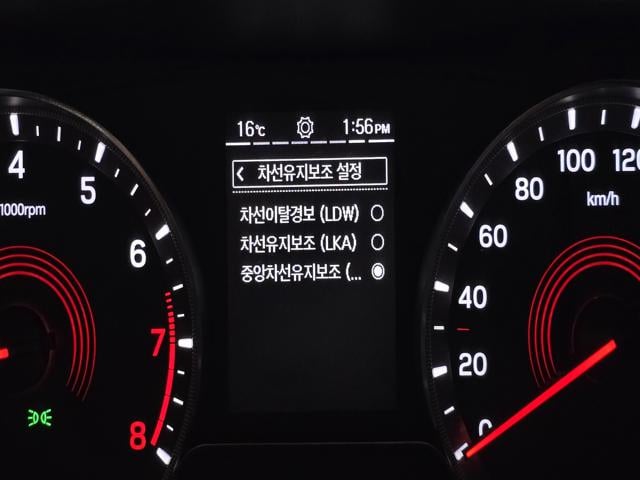 16℃ 1:56PM
차선유지보조 설정
차선이탈경보 (LDW)
차선유지보조 (LKA)
중앙차선유지보조 (...
4
5
6
7
8
1000rpm
120
100
80
60
40
20
0
km/h